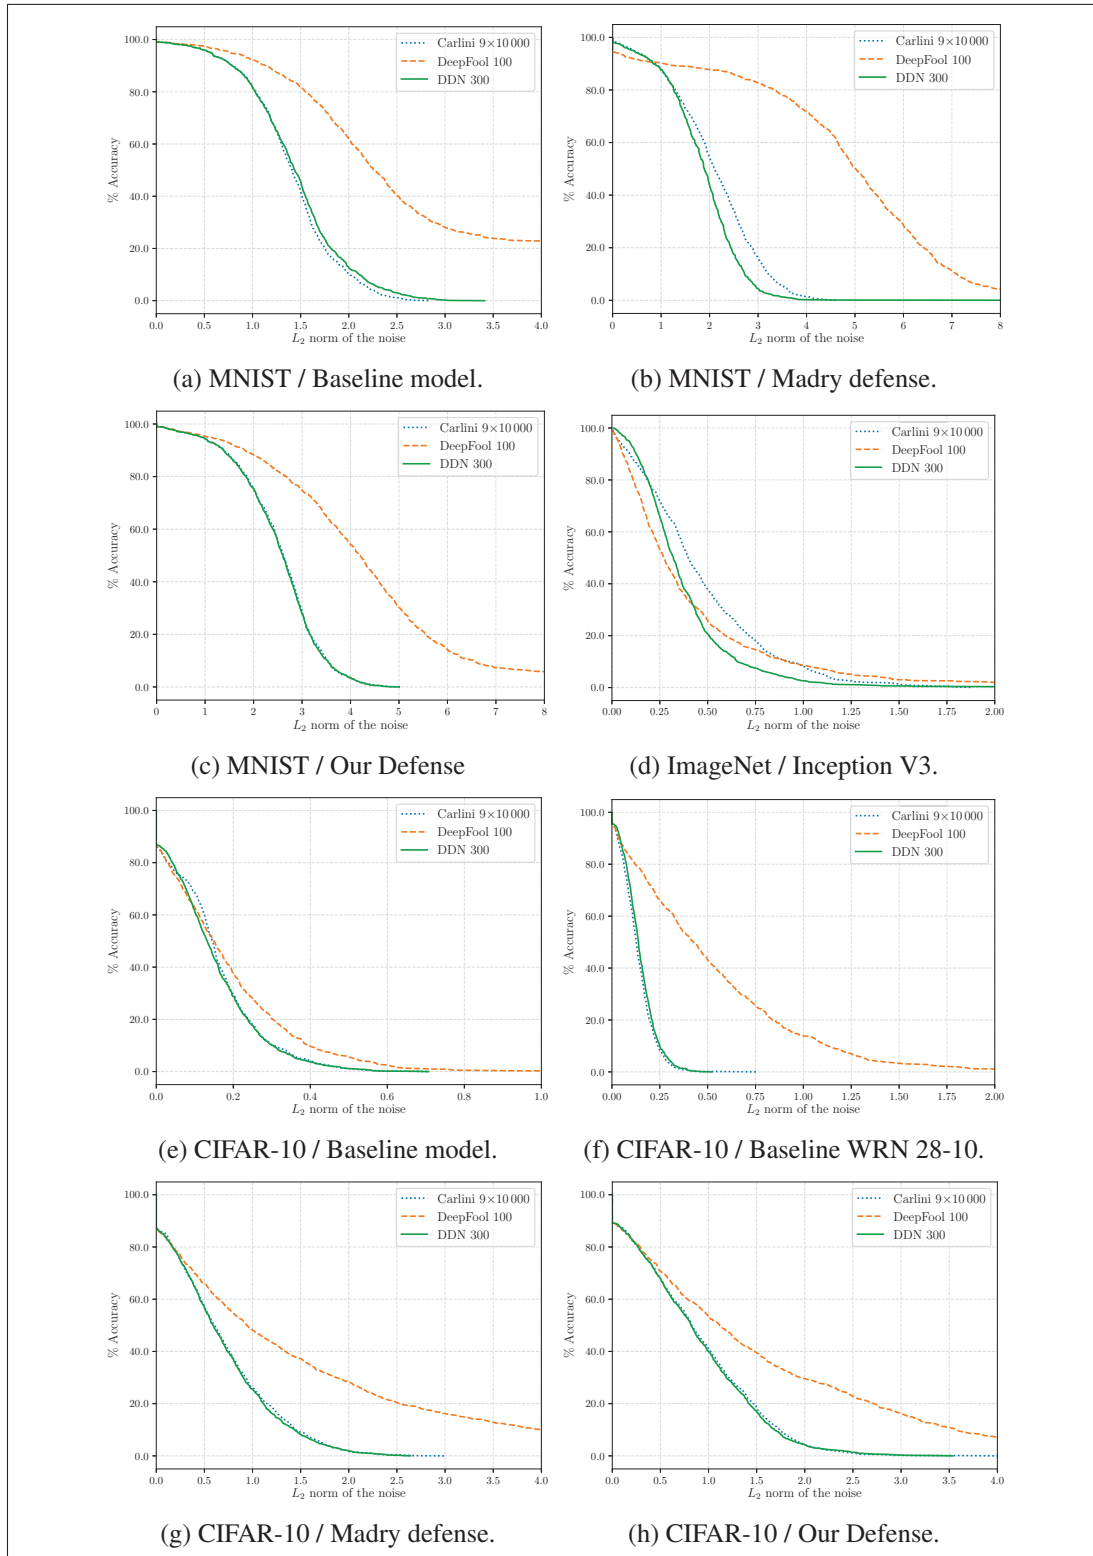 100.0
80.0
60.0
40.0
20.0
0.0
% Accuracy
Carlini 9×10 000
DeepFool 100
DDN 300
0.0 0.5 1.0 1.5 2.0 2.5 3.0 3.5 4.0
L₂ norm of the noise
(a) MNIST / Baseline model.
100.0
80.0
60.0
40.0
20.0
0.0
% Accuracy
Carlini 9×10 000
DeepFool 100
DDN 300
0 1 2 3 4 5 6 7 8
L₂ norm of the noise
(b) MNIST / Madry defense.
100.0
80.0
60.0
40.0
20.0
0.0
% Accuracy
Carlini 9×10 000
DeepFool 100
DDN 300
0 1 2 3 4 5 6 7 8
L₂ norm of the noise
(c) MNIST / Our Defense
100.0
80.0
60.0
40.0
20.0
0.0
% Accuracy
Carlini 9×10 000
DeepFool 100
DDN 300
0.00 0.25 0.50 0.75 1.00 1.25 1.50 1.75 2.00
L₂ norm of the noise
(d) ImageNet / Inception V3.
100.0
80.0
60.0
40.0
20.0
0.0
% Accuracy
Carlini 9×10 000
DeepFool 100
DDN 300
0.0 0.2 0.4 0.6 0.8 1.0
L₂ norm of the noise
(e) CIFAR-10 / Baseline model.
100.0
80.0
60.0
40.0
20.0
0.0
% Accuracy
Carlini 9×10 000
DeepFool 100
DDN 300
0.00 0.25 0.50 0.75 1.00 1.25 1.50 1.75 2.00
L₂ norm of the noise
(f) CIFAR-10 / Baseline WRN 28-10.
100.0
80.0
60.0
40.0
20.0
0.0
% Accuracy
Carlini 9×10 000
DeepFool 100
DDN 300
0.0 0.5 1.0 1.5 2.0 2.5 3.0 3.5 4.0
L₂ norm of the noise
(g) CIFAR-10 / Madry defense.
100.0
80.0
60.0
40.0
20.0
0.0
% Accuracy
Carlini 9×10 000
DeepFool 100
DDN 300
0.0 0.5 1.0 1.5 2.0 2.5 3.0 3.5 4.0
L₂ norm of the noise
(h) CIFAR-10 / Our Defense.